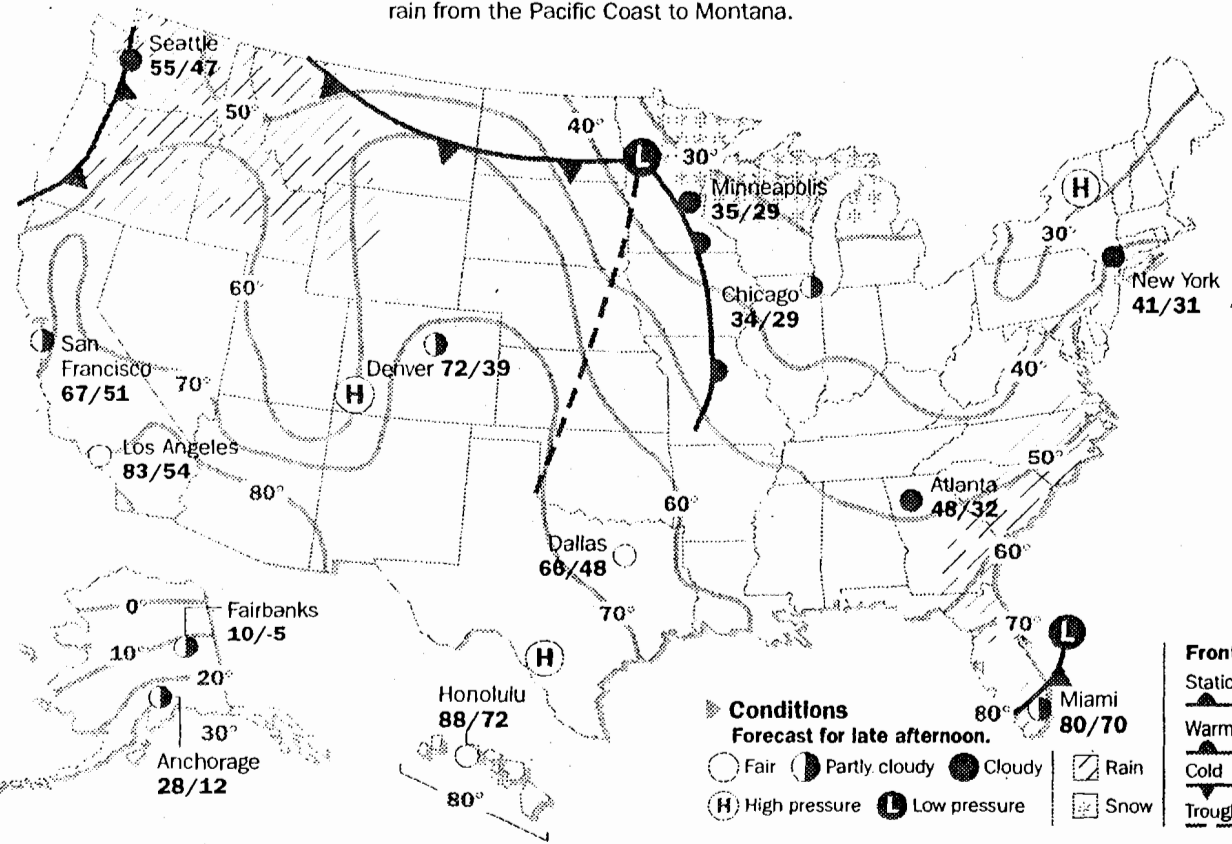 rain from the Pacific Coast to Montana.
Seattle
55/47
50°
40°
30°
Minneapolis
35/29
H
L
30°
New York
41/31
60°
Chicago
34/29
San
Francisco
67/51
Denver 72/39
70°
H
40°
Los Angeles
83/54
80°
50°
Atlanta
48/32
60°
Dallas
66/48
60°
70°
H
70°
L
80°
Miami
80/70
0°
Fairbanks
10/-5
10°
20°
30°
Anchorage
28/12
Honolulu
88/72
80°
Conditions
Forecast for late afternoon.
Fair Partly cloudy Cloudy
H High pressure L Low pressure
Rain
Snow
Front
Static
Warm
Cold
Trough